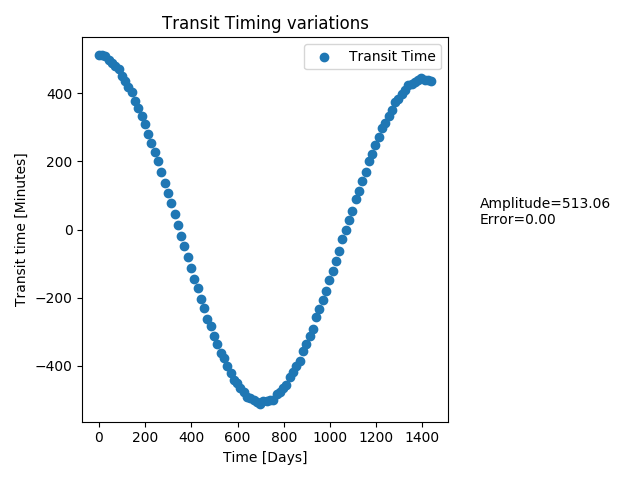 Transit Timing variations
Transit Time
Transit time [Minutes]
400
200
0
−200
−400
0 200 400 600 800 1000 1200 1400
Time [Days]
Amplitude=513.06
Error=0.00